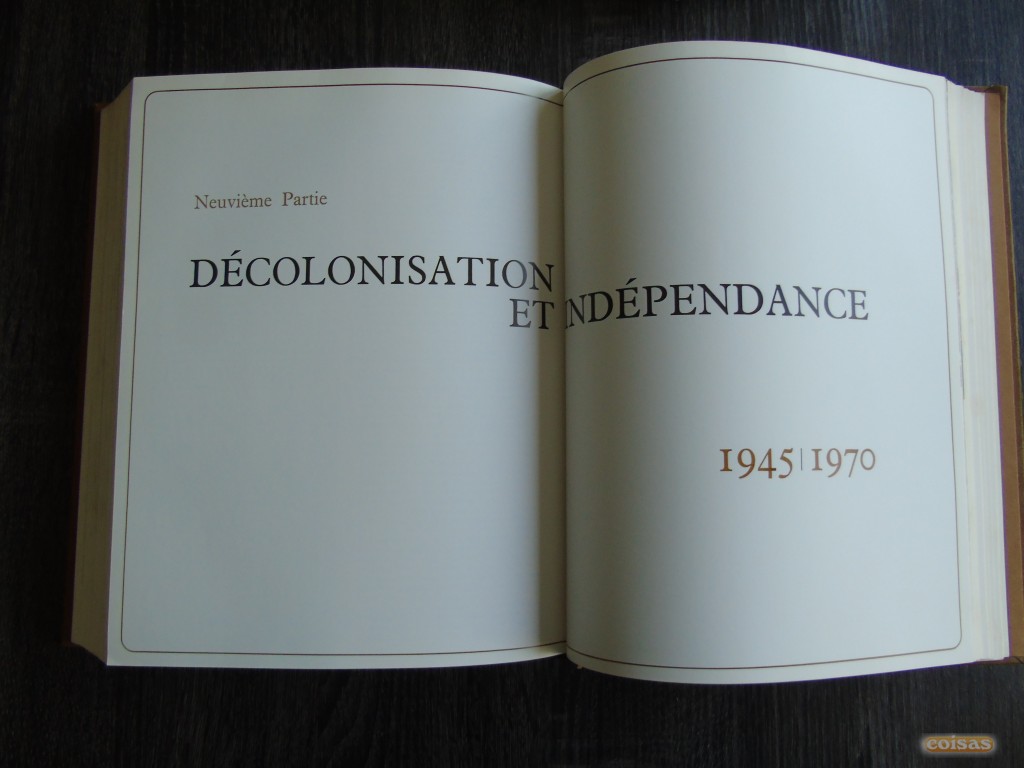 Neuvième Partie
DÉCOLONISATION
ET INDÉPENDANCE
1945|1970
coisas